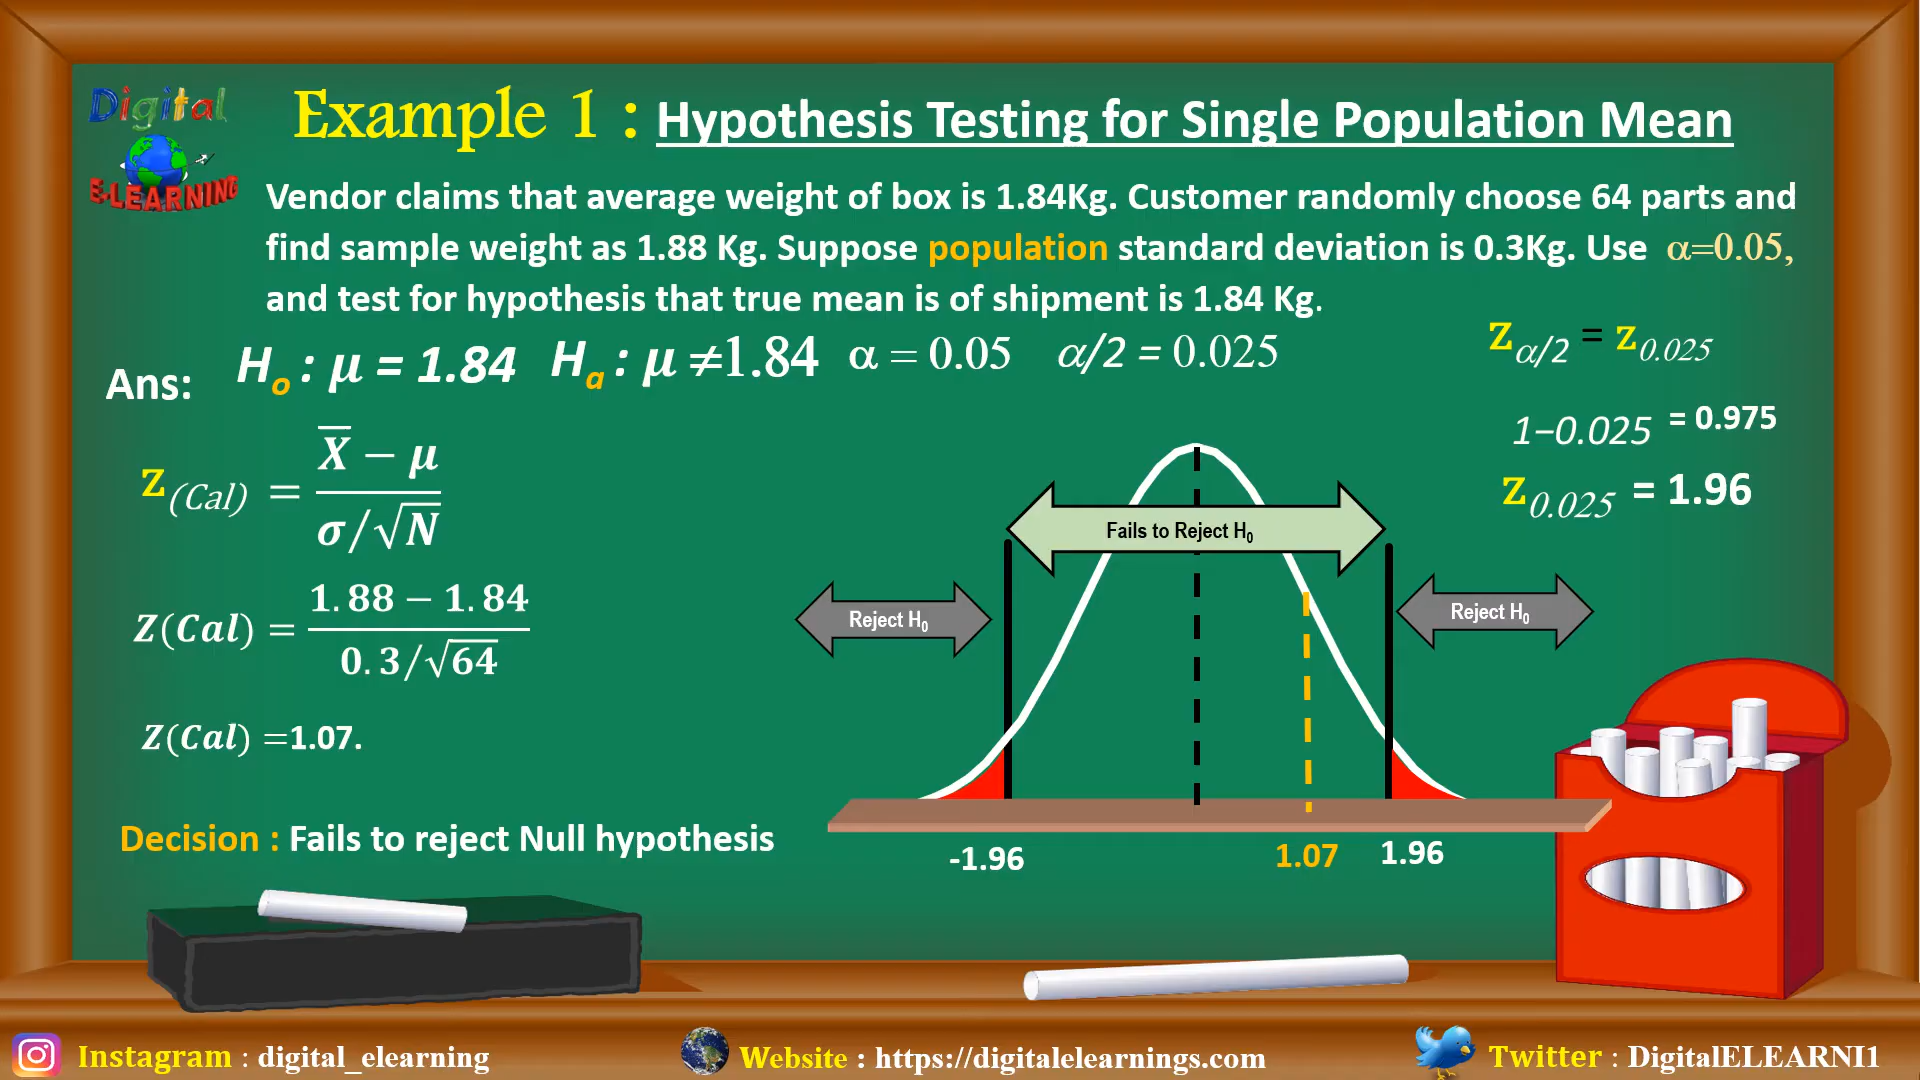 Digital
E-LEARNING
Example 1 : Hypothesis Testing for Single Population Mean
Vendor claims that average weight of box is 1.84Kg. Customer randomly choose 64 parts and
find sample weight as 1.88 Kg. Suppose population standard deviation is 0.3Kg. Use α=0.05,
and test for hypothesis that true mean is of shipment is 1.84 Kg.
Ans: Ho : μ = 1.84 Ha : μ ≠1.84 α = 0.05 α/2 = 0.025
Zα/2 = Z0.025
1−0.025 = 0.975
Z0.025 = 1.96
Z(Cal) = X̅ − μ / σ/√N
Z(Cal) = 1.88 − 1.84 / 0.3/√64
Z(Cal) =1.07.
Decision : Fails to reject Null hypothesis
Fails to Reject H0
Reject H0
Reject H0
-1.96 1.07 1.96
Instagram : digital_elearning
Website : https://digitalelearnings.com
Twitter : DigitalELEARNI1